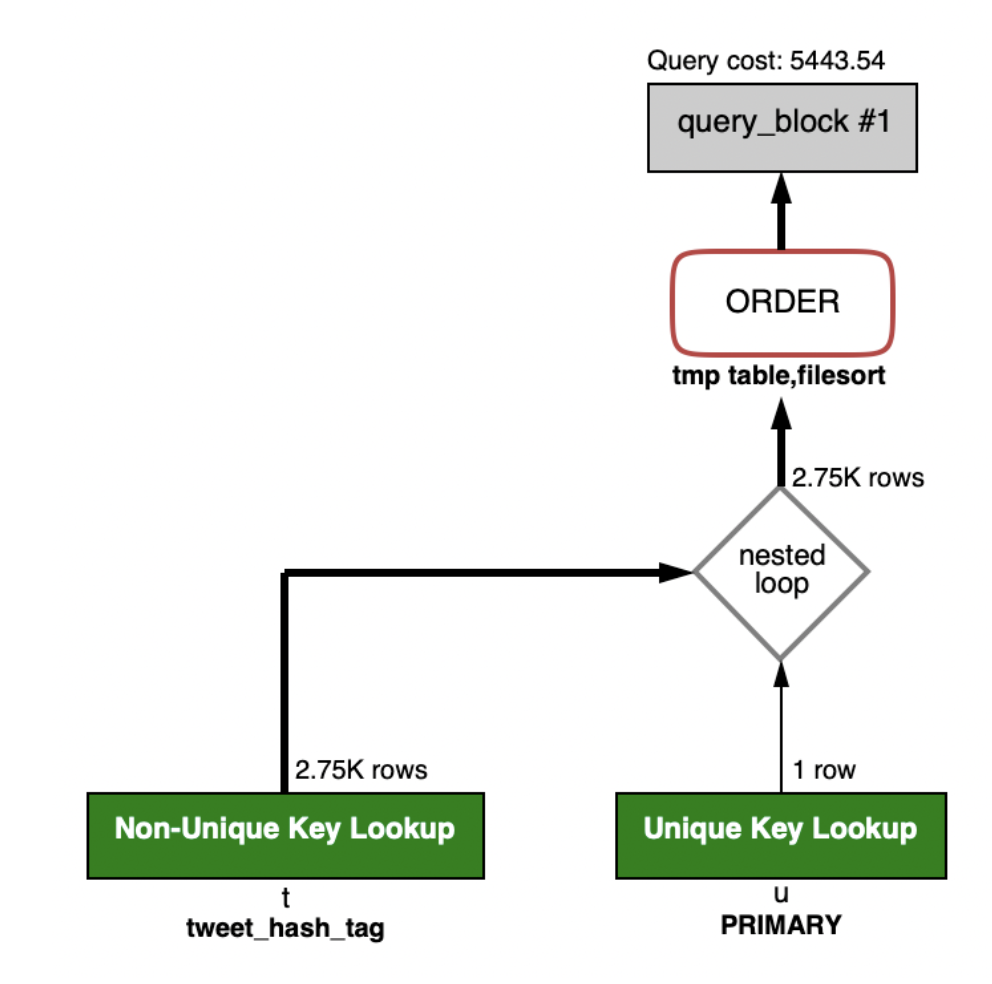 Query cost: 5443.54
query_block #1
ORDER
tmp table,filesort
2.75K rows
nested
loop
2.75K rows
1 row
Non-Unique Key Lookup
Unique Key Lookup
t
u
tweet_hash_tag
PRIMARY